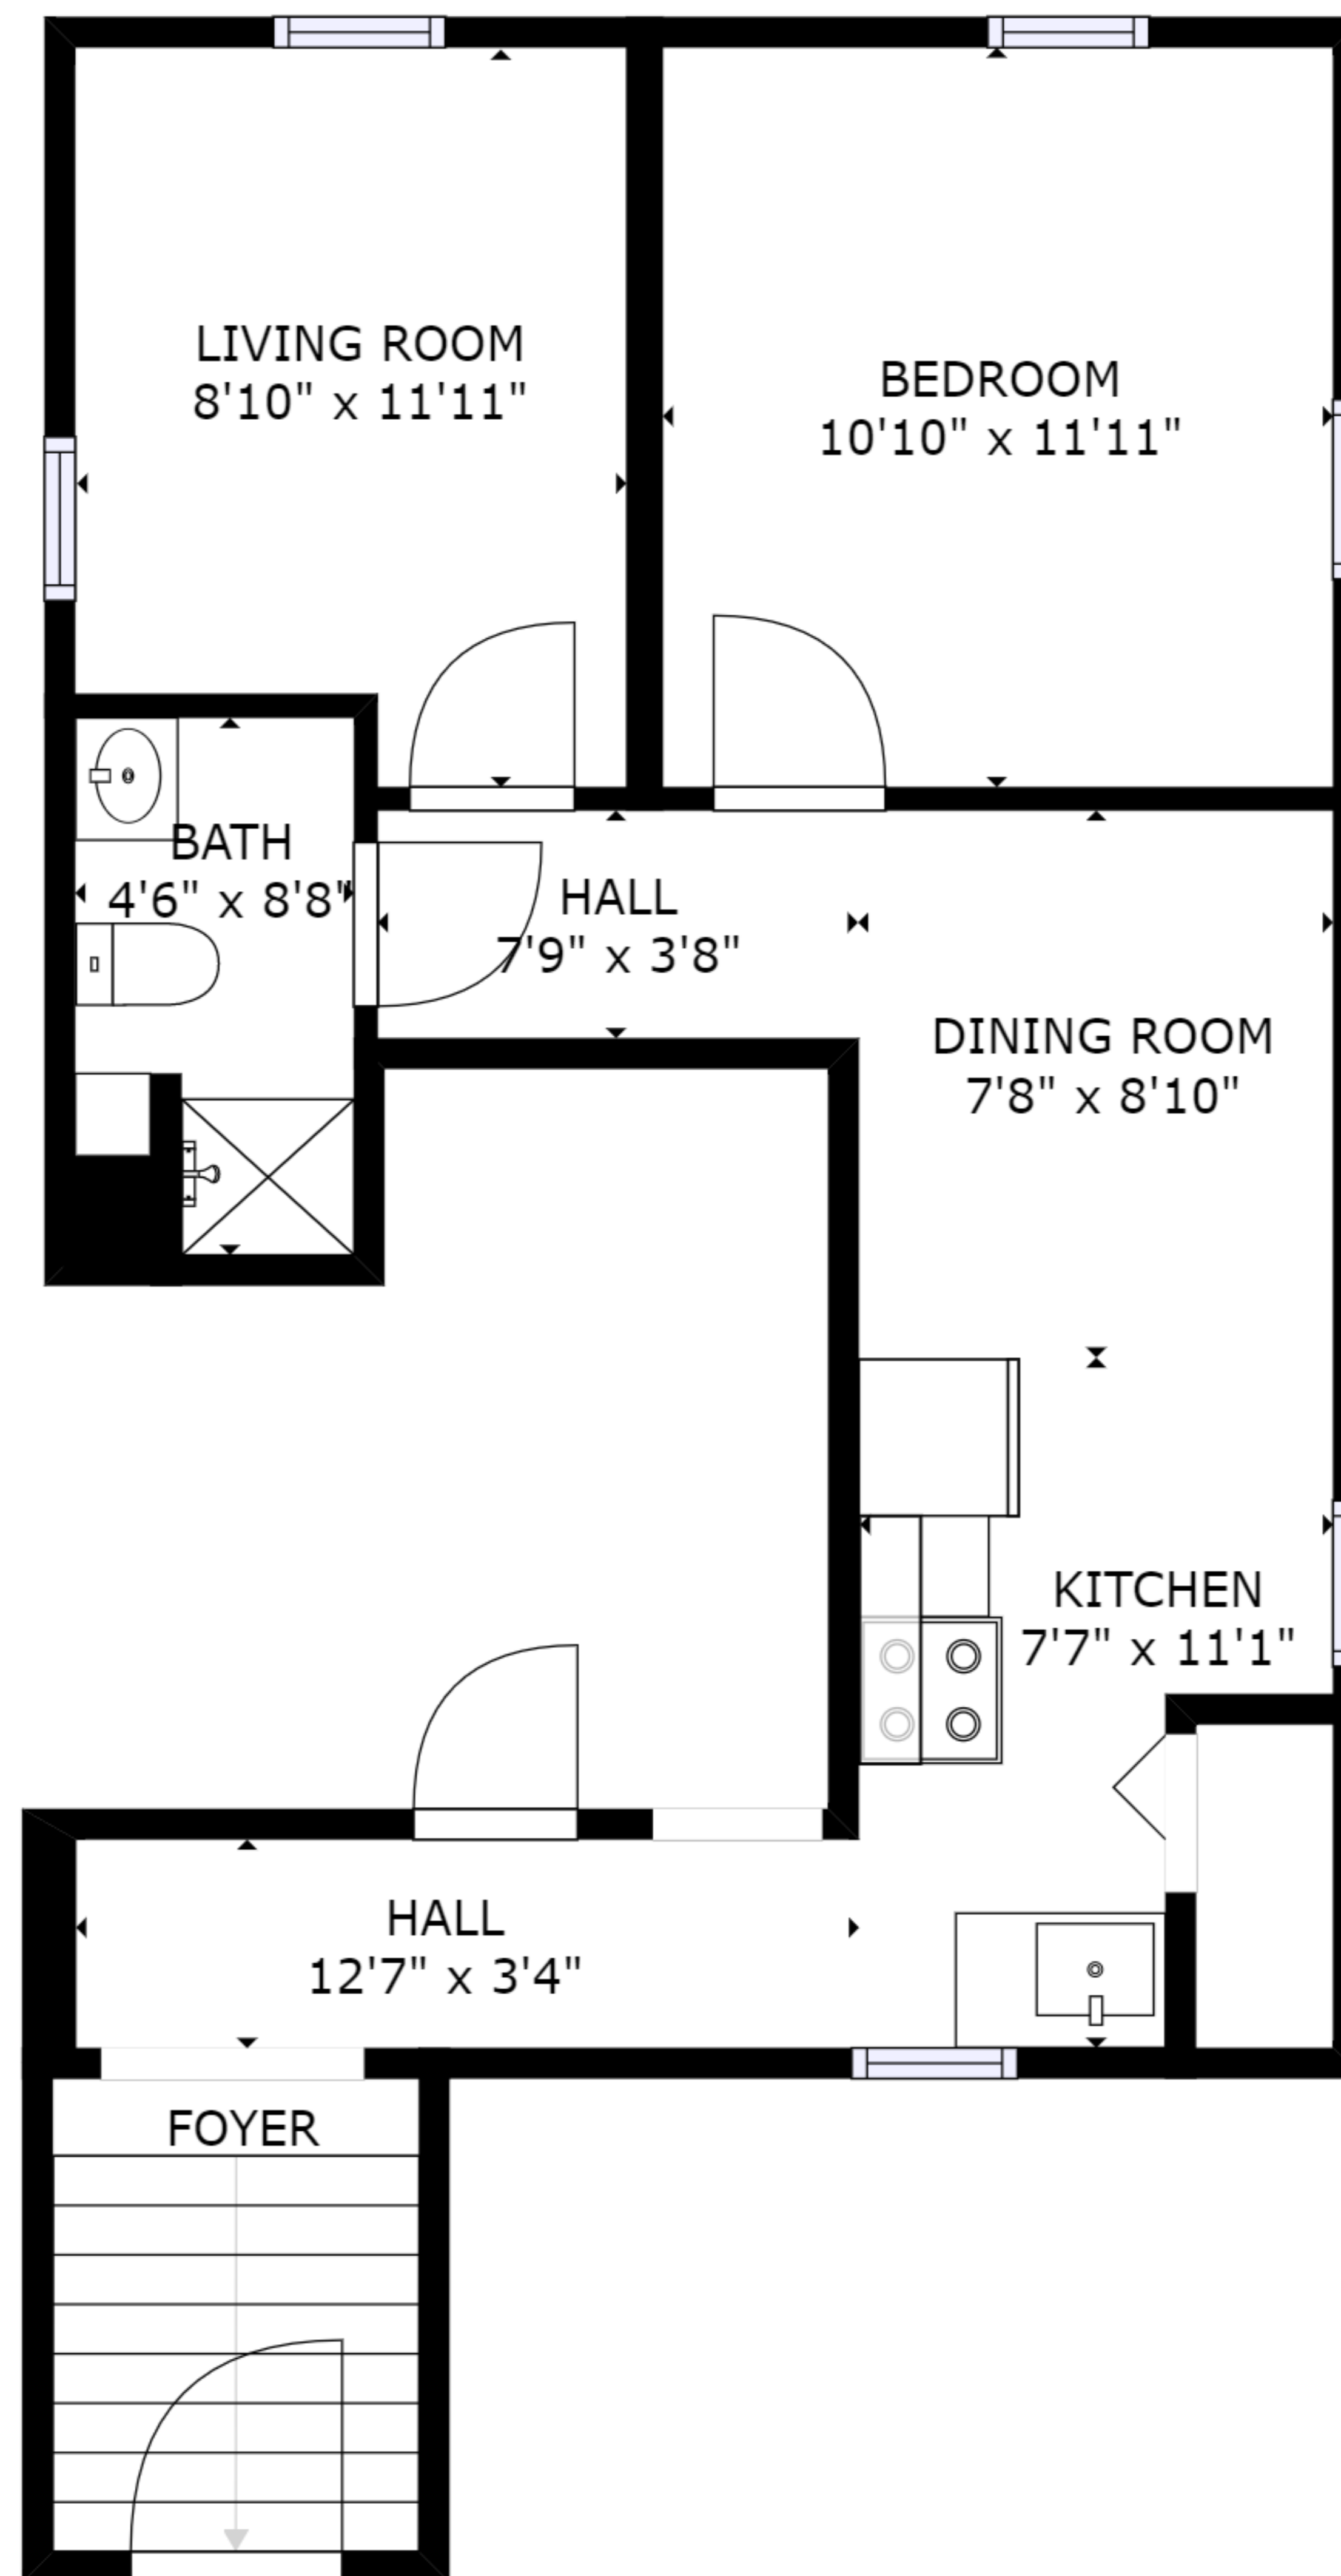 LIVING ROOM
8'10" x 11'11"
BEDROOM
10'10" x 11'11"
BATH
4'6" x 8'8"
HALL
7'9" x 3'8"
DINING ROOM
7'8" x 8'10"
KITCHEN
7'7" x 11'1"
HALL
12'7" x 3'4"
FOYER